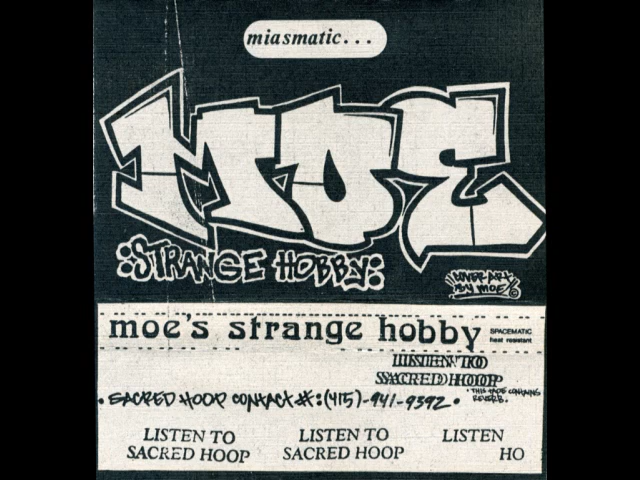 miasmatic...
MOE
STRANGE HOBBY
COVER ART
BY MOE
moe's strange hobby
SPACEMATIC
heat resistant
LISTEN TO
SACRED HOOP
• THIS TAPE CONTAINS
REVERB.
• SACRED HOOP CONTACT #: (415)-941-9392 •
LISTEN TO
SACRED HOOP
LISTEN TO
SACRED HOOP
LISTEN
HO